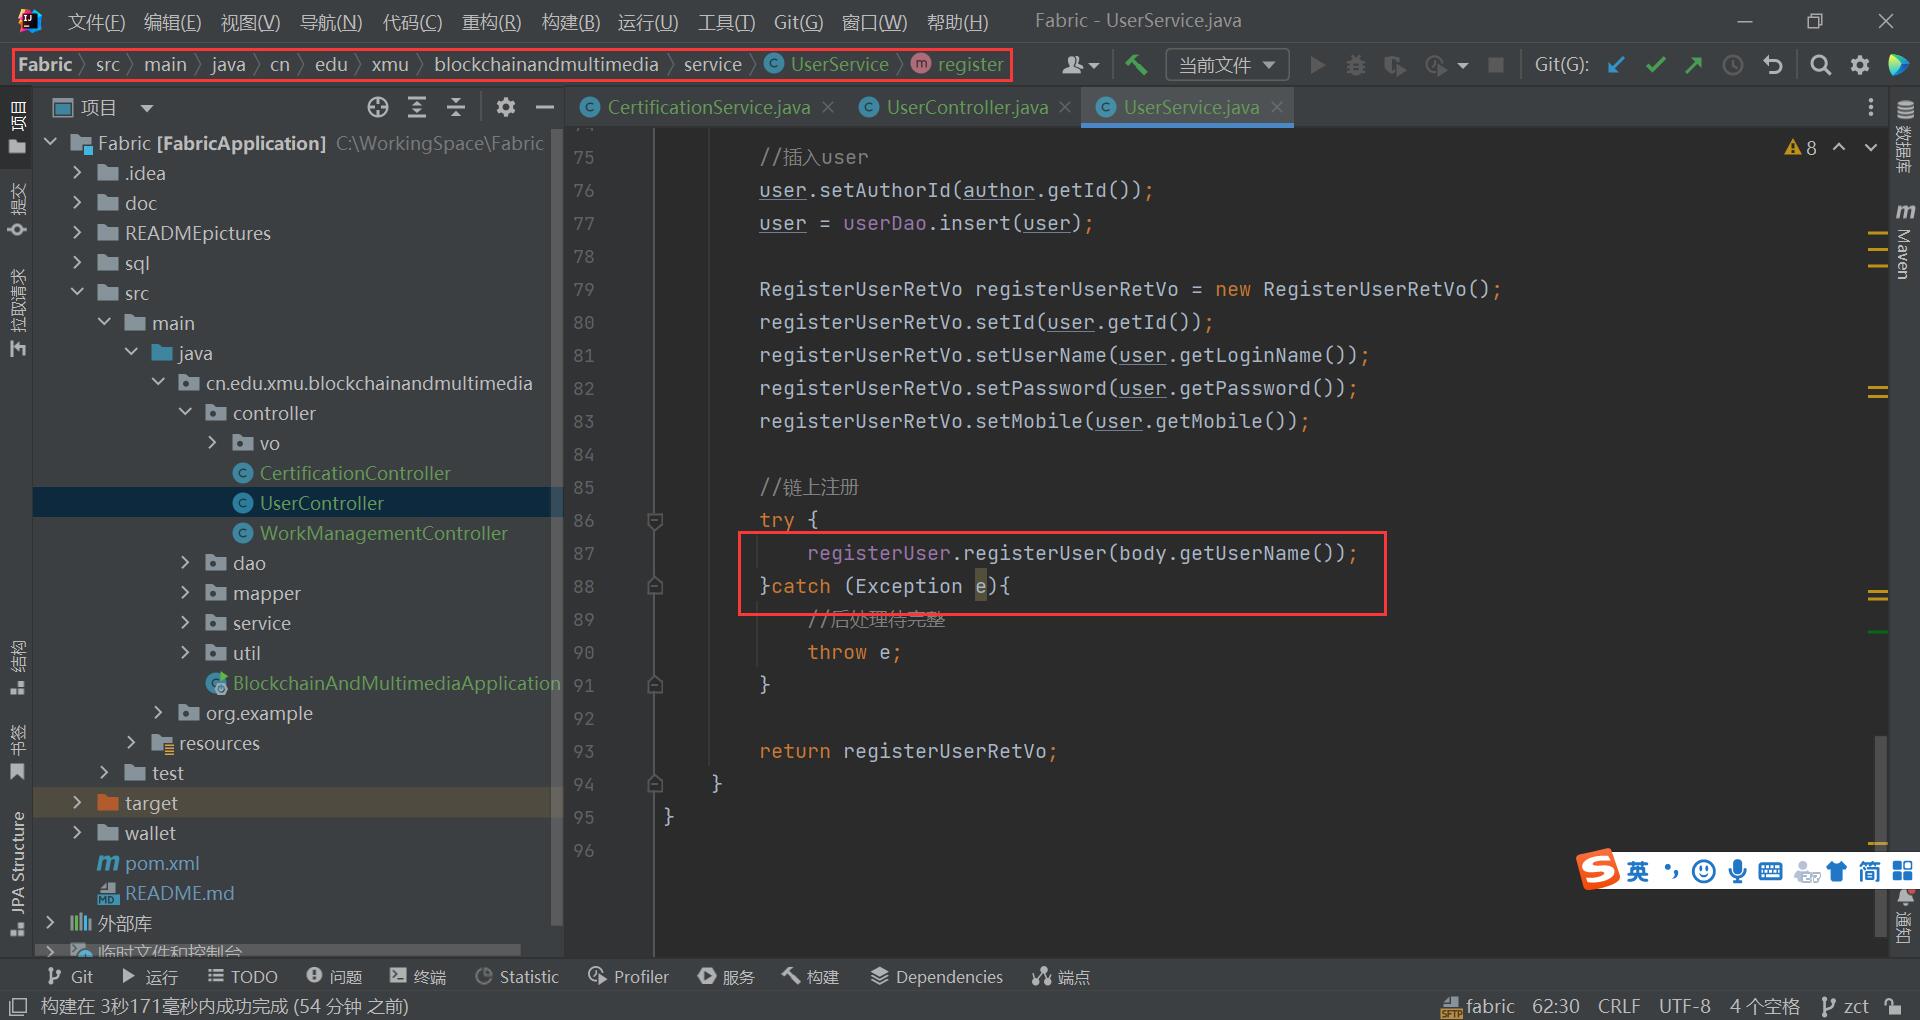 文件(F) 编辑(E) 视图(V) 导航(N) 代码(C) 重构(R) 构建(B) 运行(U) 工具(T) Git(G) 窗口(W) 帮助(H) Fabric - UserService.java
Fabric src main java cn edu xmu blockchainandmultimedia service UserService register 当前文件 Git(G):
项目 CertificationService.java UserController.java UserService.java
Fabric [FabricApplication] C:\WorkingSpace\Fabric
.idea
doc
READMEpictures
sql
src
main
java
cn.edu.xmu.blockchainandmultimedia
controller
vo
CertificationController
UserController
WorkManagementController
dao
mapper
service
util
BlockchainAndMultimediaApplication
org.example
resources
test
target
wallet
pom.xml
README.md
外部库
临时文件和控制台
项目
提交
拉取请求
结构
书签
JPA Structure
75 //插入user
76 user.setAuthorId(author.getId());
77 user = userDao.insert(user);
78
79 RegisterUserRetVo registerUserRetVo = new RegisterUserRetVo();
80 registerUserRetVo.setId(user.getId());
81 registerUserRetVo.setUserName(user.getLoginName());
82 registerUserRetVo.setPassword(user.getPassword());
83 registerUserRetVo.setMobile(user.getMobile());
84
85 //链上注册
86 try {
87 registerUser.registerUser(body.getUserName());
88 }catch (Exception e){
89 //后处理待完整
90 throw e;
91 }
92
93 return registerUserRetVo;
94 }
95 }
96
8
数据库
Maven
通知
英 简
Git 运行 TODO 问题 终端 Statistic Profiler 服务 构建 Dependencies 端点
构建在 3秒171毫秒内成功完成 (54 分钟 之前) fabric 62:30 CRLF UTF-8 4 个空格 zct